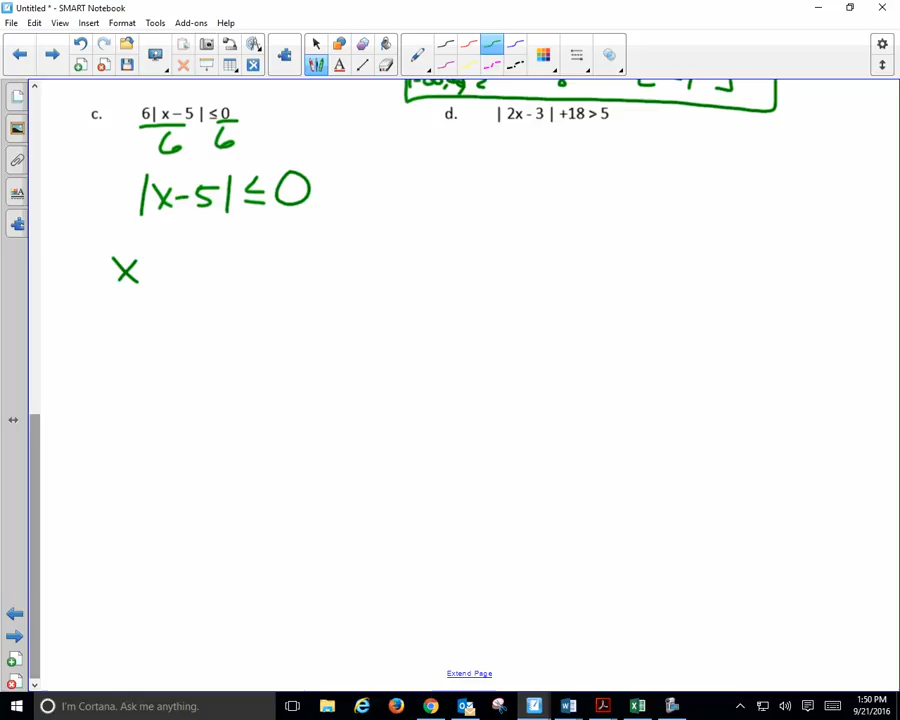 Untitled * - SMART Notebook
File Edit View Insert Format Tools Add-ons Help
c. 6| x – 5 | ≤ 0
d. | 2x - 3 | +18 > 5
6 6
|x-5| ≤ 0
x
Extend Page
I'm Cortana. Ask me anything.
1:50 PM
9/21/2016